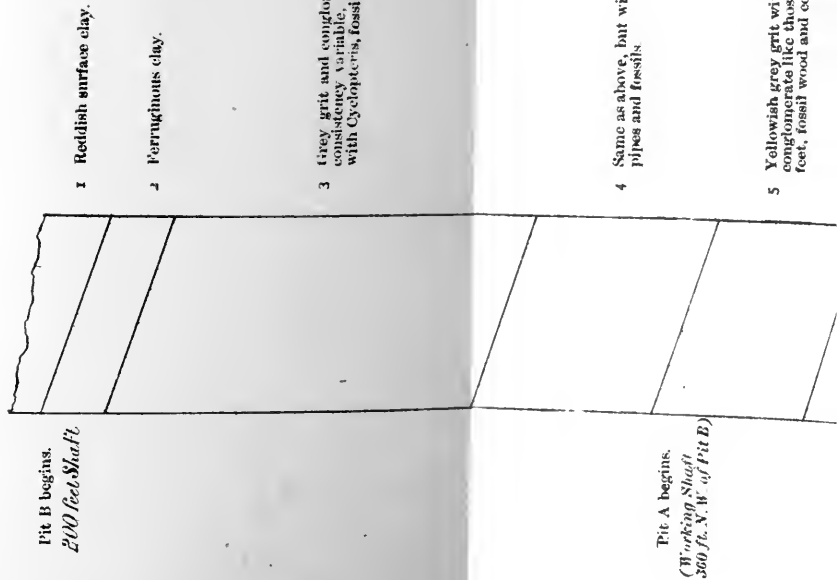 Pit B begins.
200 feet Shaft
1 Reddish surface clay.
2 Ferruginous clay.
3 Grey grit and conglo
consistency variable,
with Cyclopteris, fossi
Pit A begins.
(Working Shaft
360 ft. N.W. of Pit B)
4 Same as above, but wi
pipes and fossils.
5 Yellowish grey grit wi
conglomerate like thos
feet, fossil wood and co